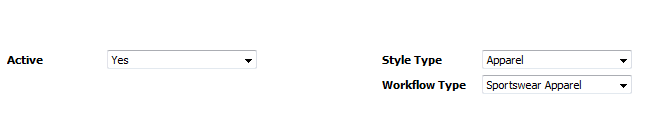 Active Yes Style Type Apparel
Workflow Type Sportswear Apparel